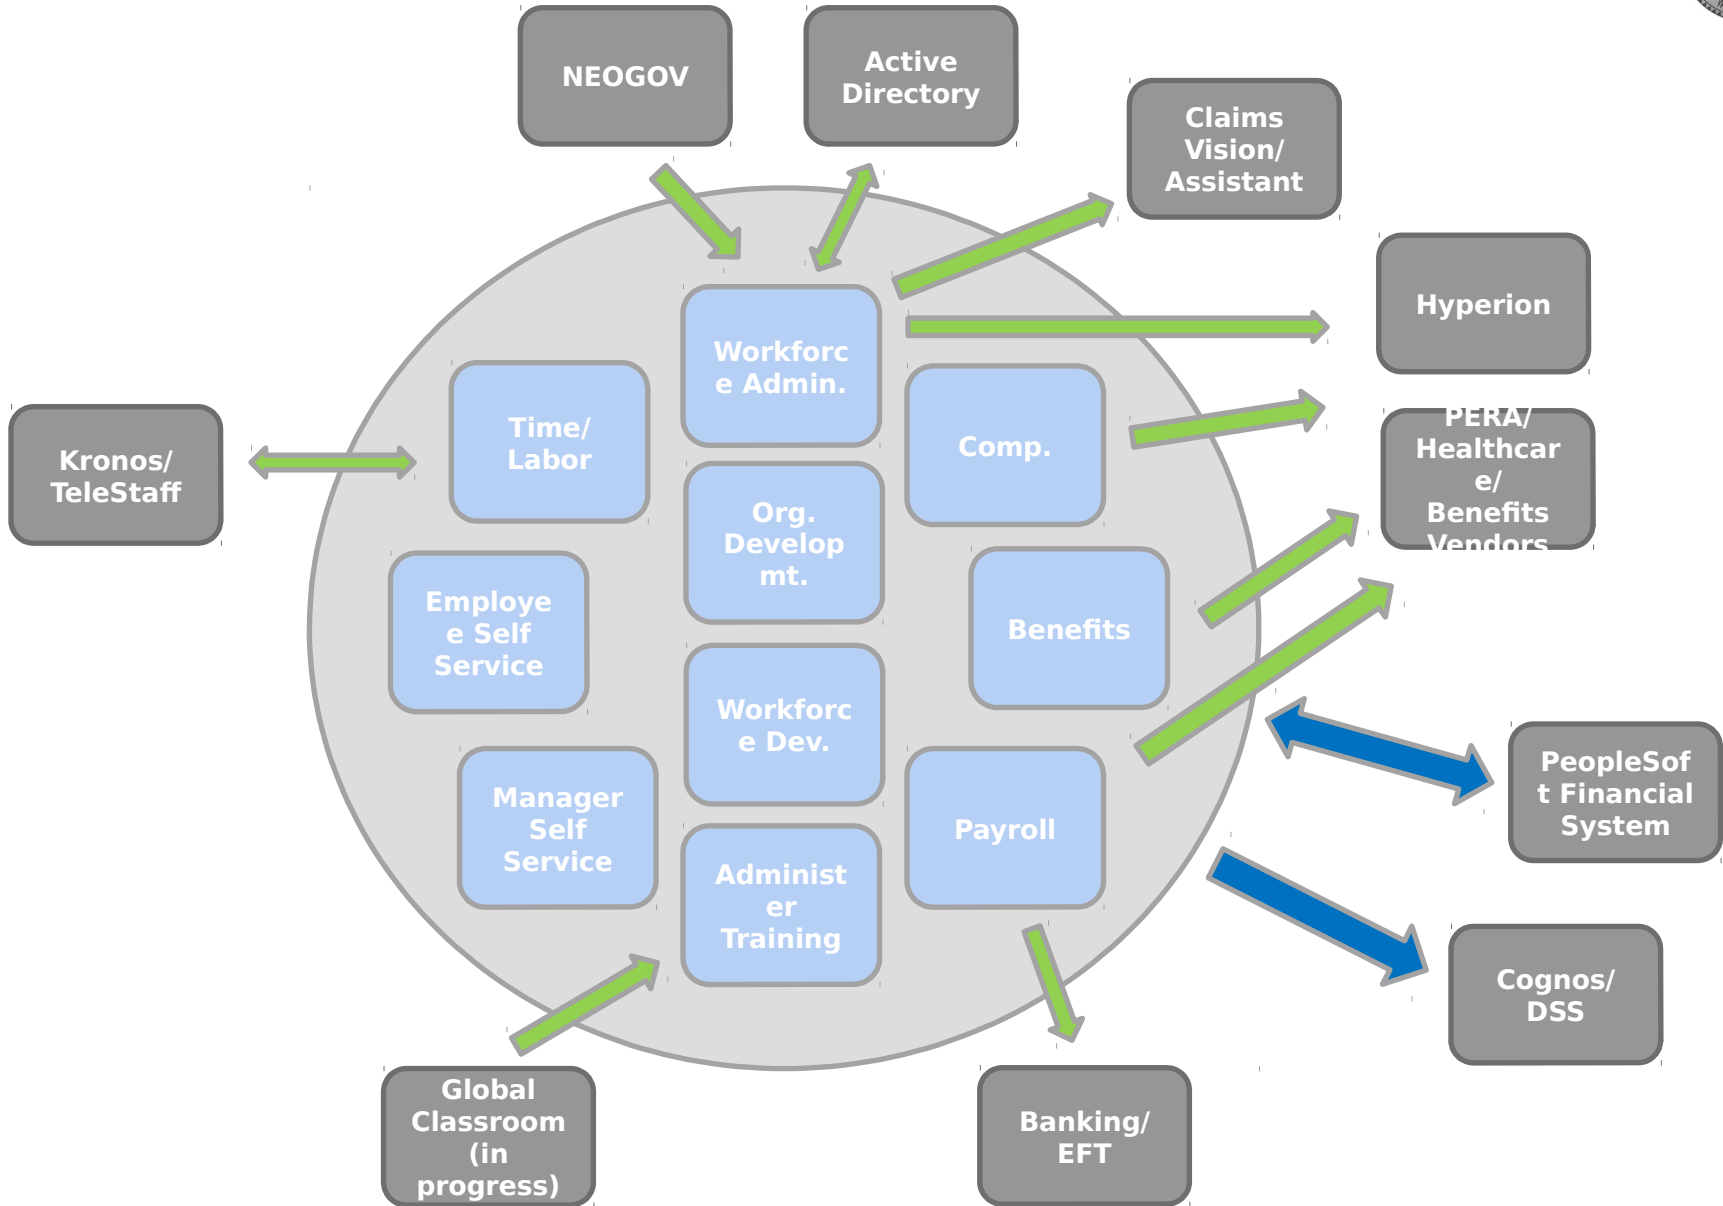 NEOGOV
Active
Directory
Claims
Vision/
Assistant
Hyperion
Workforc
e Admin.
Time/
Labor
Comp.
PERA/
Healthcar
e/
Benefits
Vendors
Kronos/
TeleStaff
Org.
Develop
mt.
Employe
e Self
Service
Benefits
Workforc
e Dev.
PeopleSof
t Financial
System
Manager
Self
Service
Payroll
Administ
er
Training
Cognos/
DSS
Global
Classroom
(in
progress)
Banking/
EFT